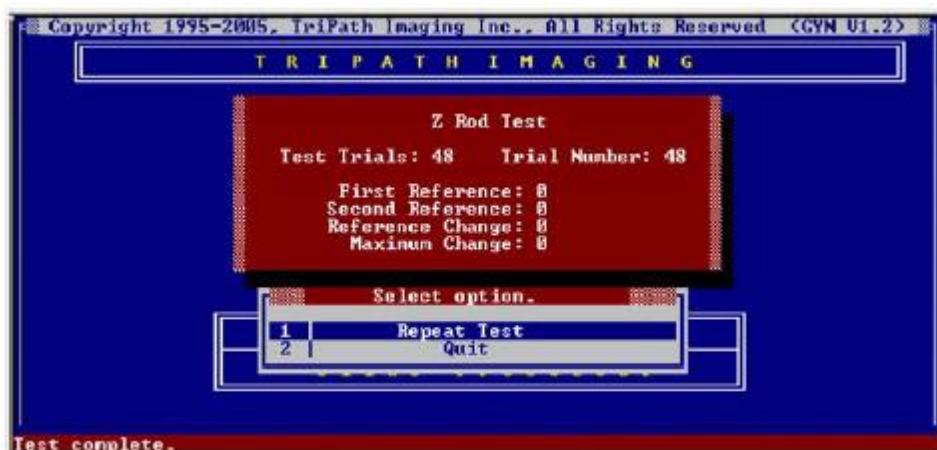 Copyright 1995-2005, TriPath Imaging Inc., All Rights Reserved (GYN V1.2)
T R I P A T H I M A G I N G
Z Rod Test
Test Trials: 48 Trial Number: 48
First Reference: 0
Second Reference: 0
Reference Change: 0
Maximum Change: 0
Select option.
1 Repeat Test
2 Quit
Test complete.